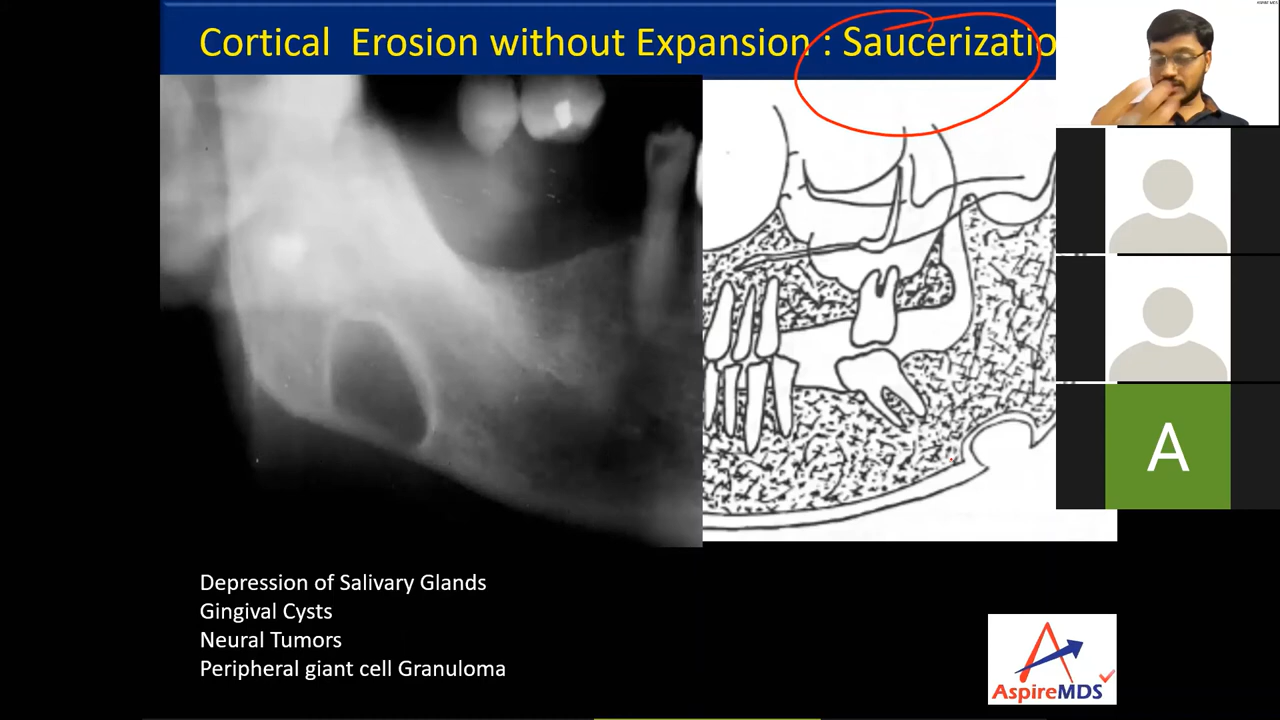 Cortical Erosion without Expansion : Saucerizatio
Depression of Salivary Glands
Gingival Cysts
Neural Tumors
Peripheral giant cell Granuloma
A
AspireMDS